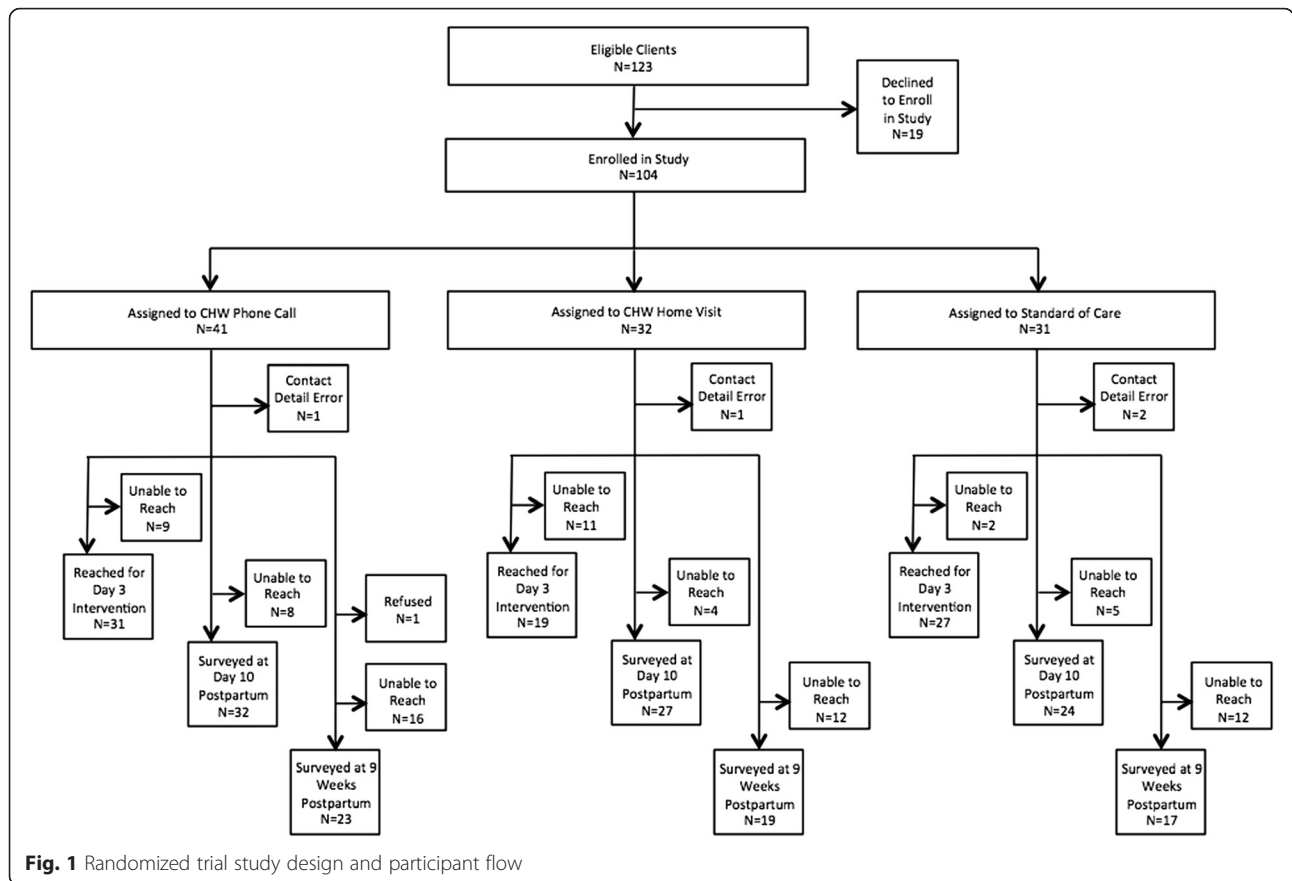 Eligible Clients
N=123
Declined
to Enroll
in Study
N=19
Enrolled in Study
N=104
Assigned to CHW Phone Call
N=41
Assigned to CHW Home Visit
N=32
Assigned to Standard of Care
N=31
Contact
Detail Error
N=1
Contact
Detail Error
N=1
Contact
Detail Error
N=2
Unable to
Reach
N=9
Reached for
Day 3
Intervention
N=31
Unable to
Reach
N=8
Surveyed at
Day 10
Postpartum
N=32
Refused
N=1
Unable to
Reach
N=16
Surveyed at 9
Weeks
Postpartum
N=23
Unable to
Reach
N=11
Reached for
Day 3
Intervention
N=19
Unable to
Reach
N=4
Surveyed at
Day 10
Postpartum
N=27
Unable to
Reach
N=12
Surveyed at 9
Weeks
Postpartum
N=19
Unable to
Reach
N=2
Reached for
Day 3
Intervention
N=27
Unable to
Reach
N=5
Surveyed at
Day 10
Postpartum
N=24
Unable to
Reach
N=12
Surveyed at 9
Weeks
Postpartum
N=17
Fig. 1 Randomized trial study design and participant flow